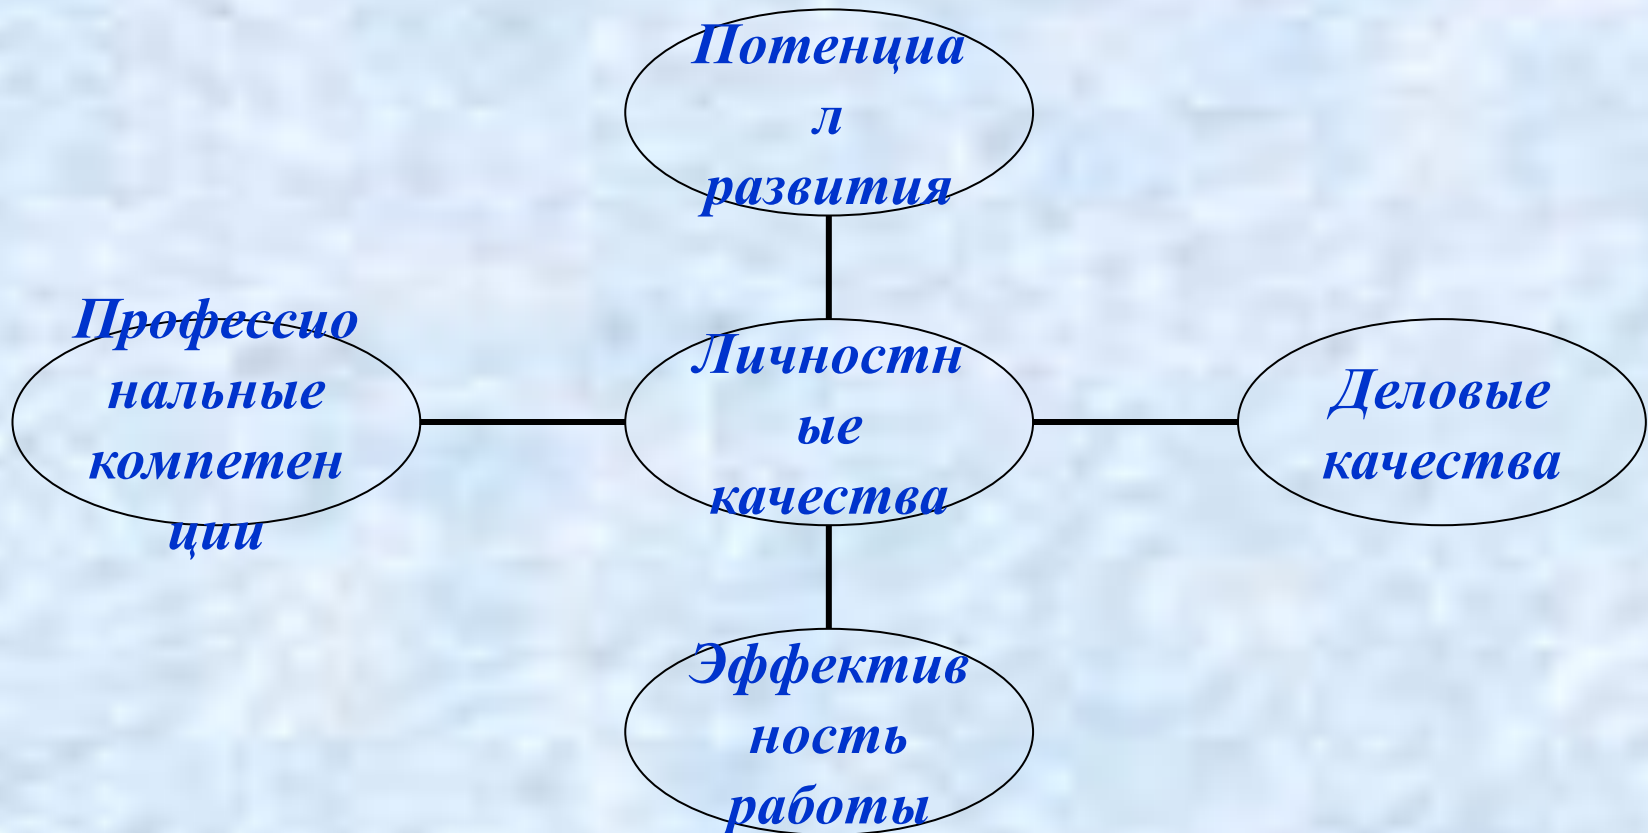 Потенциа
л
развития
Профессио
нальные
компетен
ции
Личностн
ые
качества
Деловые
качества
Эффектив
ность
работы